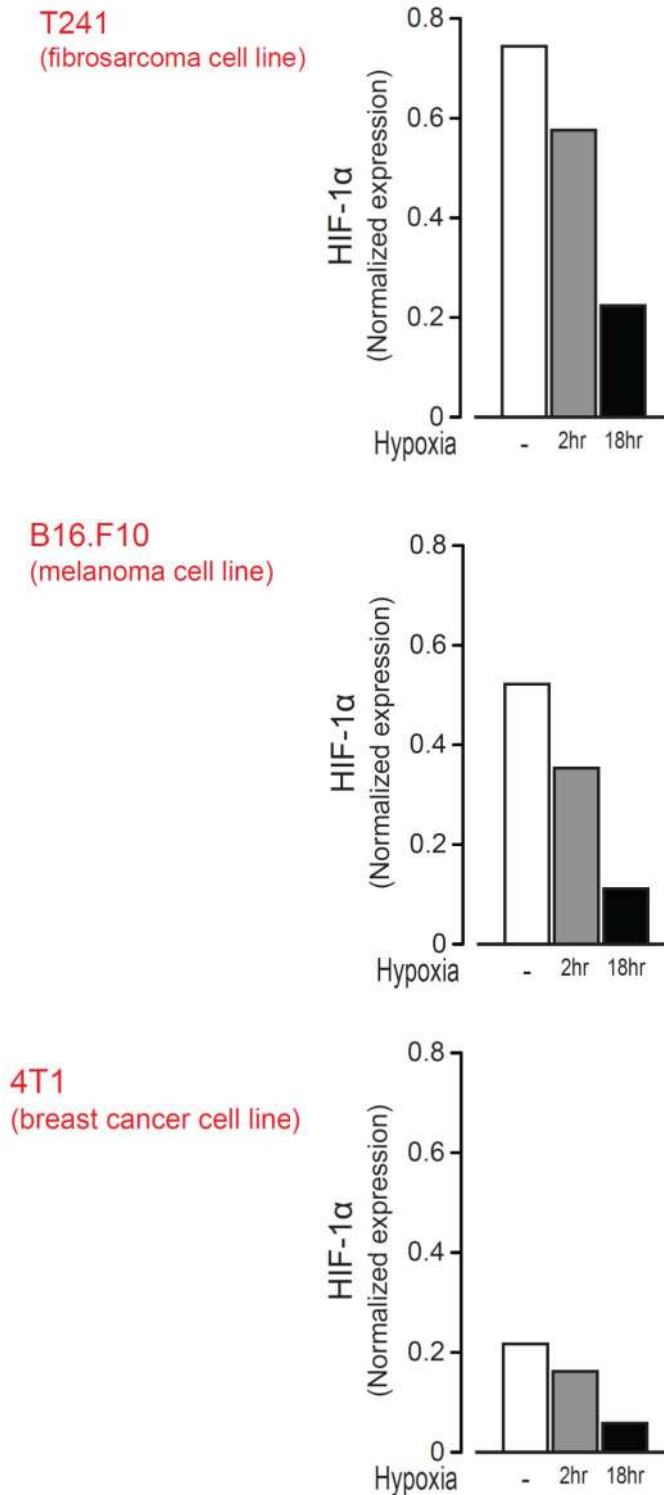 T241
(fibrosarcoma cell line)
HIF-1α
(Normalized expression)
0.8
0.6
0.4
0.2
0
Hypoxia - 2hr 18hr
B16.F10
(melanoma cell line)
HIF-1α
(Normalized expression)
0.8
0.6
0.4
0.2
0
Hypoxia - 2hr 18hr
4T1
(breast cancer cell line)
HIF-1α
(Normalized expression)
0.8
0.6
0.4
0.2
0
Hypoxia - 2hr 18hr